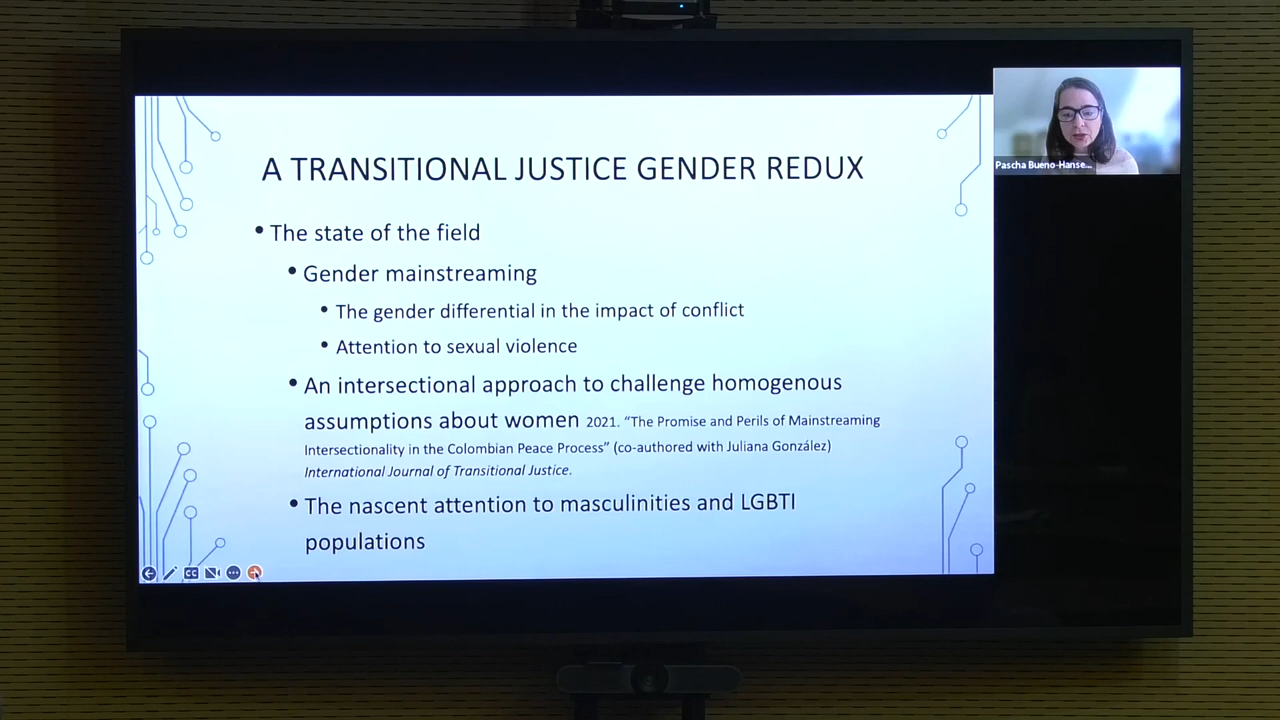 A TRANSITIONAL JUSTICE GENDER REDUX
• The state of the field
• Gender mainstreaming
• The gender differential in the impact of conflict
• Attention to sexual violence
• An intersectional approach to challenge homogenous
assumptions about women 2021. “The Promise and Perils of Mainstreaming
Intersectionality in the Colombian Peace Process” (co-authored with Juliana González)
International Journal of Transitional Justice.
• The nascent attention to masculinities and LGBTI
populations
CC
Pascha Bueno-Hanse...